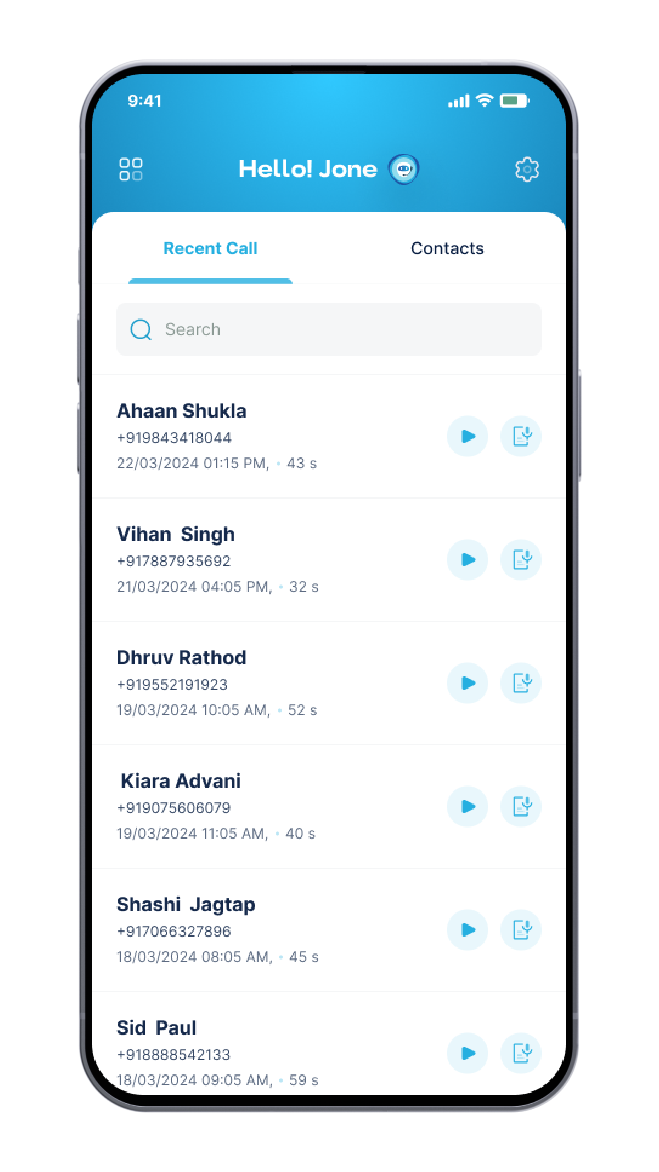 9:41
Hello! Jone
Recent Call
Contacts
Search
Ahaan Shukla
+919843418044
22/03/2024 01:15 PM, • 43 s
Vihan Singh
+917887935692
21/03/2024 04:05 PM, • 32 s
Dhruv Rathod
+919552191923
19/03/2024 10:05 AM, • 52 s
Kiara Advani
+919075606079
19/03/2024 11:05 AM, • 40 s
Shashi Jagtap
+917066327896
18/03/2024 08:05 AM, • 45 s
Sid Paul
+918888542133
18/03/2024 09:05 AM, • 59 s